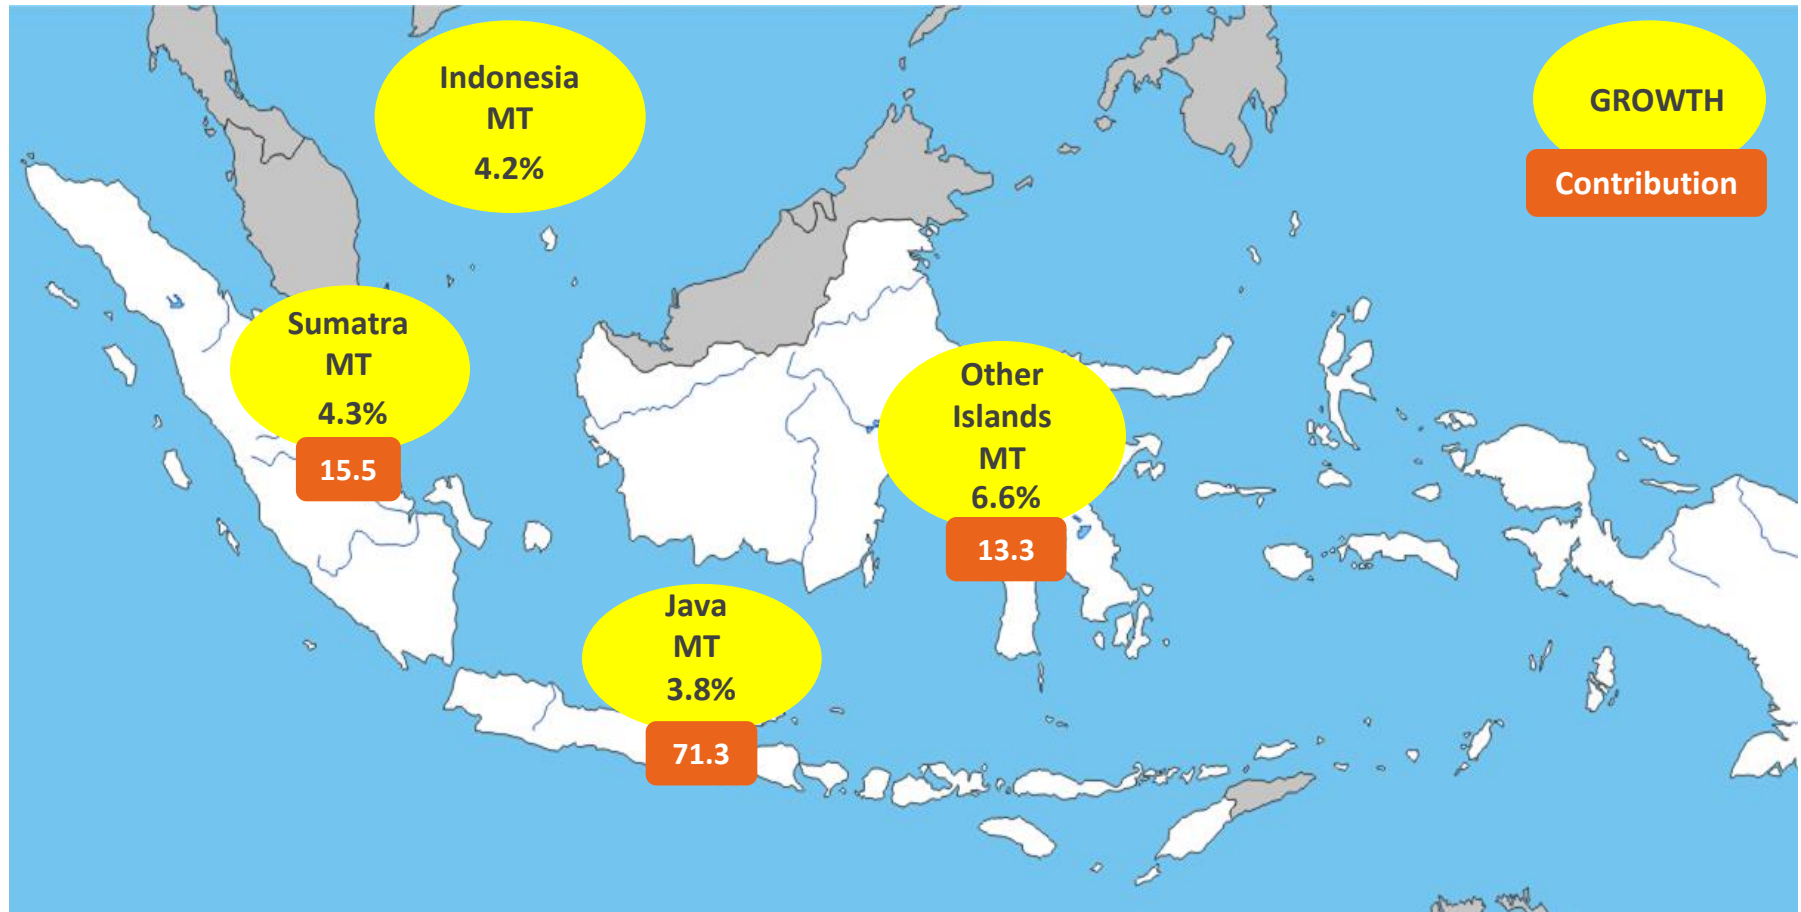 Indonesia
MT
4.2%
GROWTH
Contribution
Sumatra
MT
4.3%
15.5
Other
Islands
MT
6.6%
13.3
Java
MT
3.8%
71.3